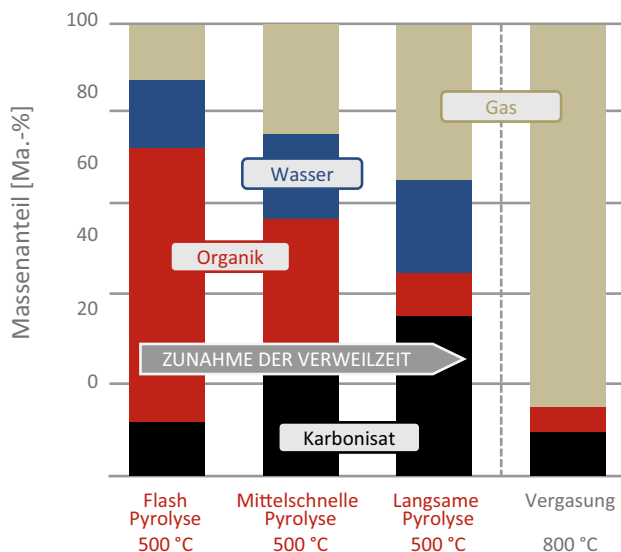 100
80
60
40
20
0
Massenanteil [Ma.-%]
Gas
Wasser
Organik
ZUNAHME DER VERWEILZEIT
Karbonisat
Flash
Pyrolyse
500 °C
Mittelschnelle
Pyrolyse
500 °C
Langsame
Pyrolyse
500 °C
Vergasung
800 °C